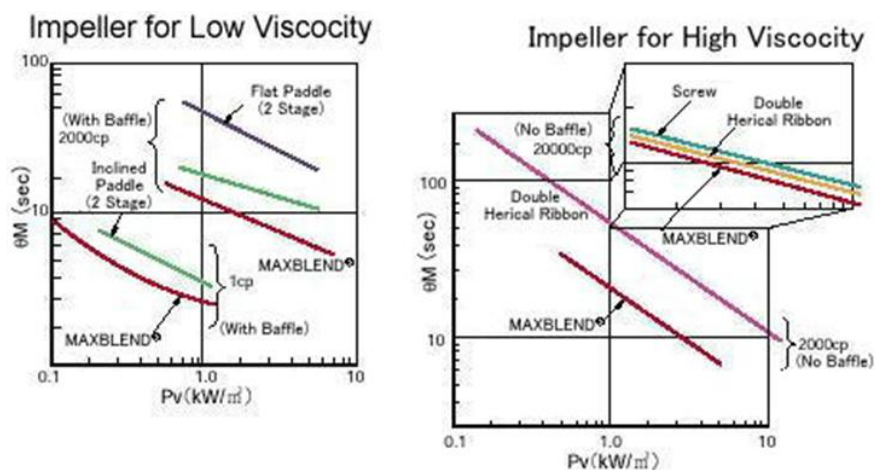 Impeller for Low Viscocity
100
θM (sec)
Flat Paddle
(2 Stage)
(With Baffle)
2000cp
Inclined
Paddle
(2 Stage)
10
MAXBLEND
1cp
(With Baffle)
MAXBLEND
0.1
1.0
10
Pv(kW/㎥)
Impeller for High Viscocity
Screw
Double
Herical Ribbon
(No Baffle)
20000cp
100
Double
Herical Ribbon
MAXBLEND
θM (sec)
MAXBLEND
10
2000cp
(No Baffle)
0.1
1.0
10
Pv(kW/㎥)